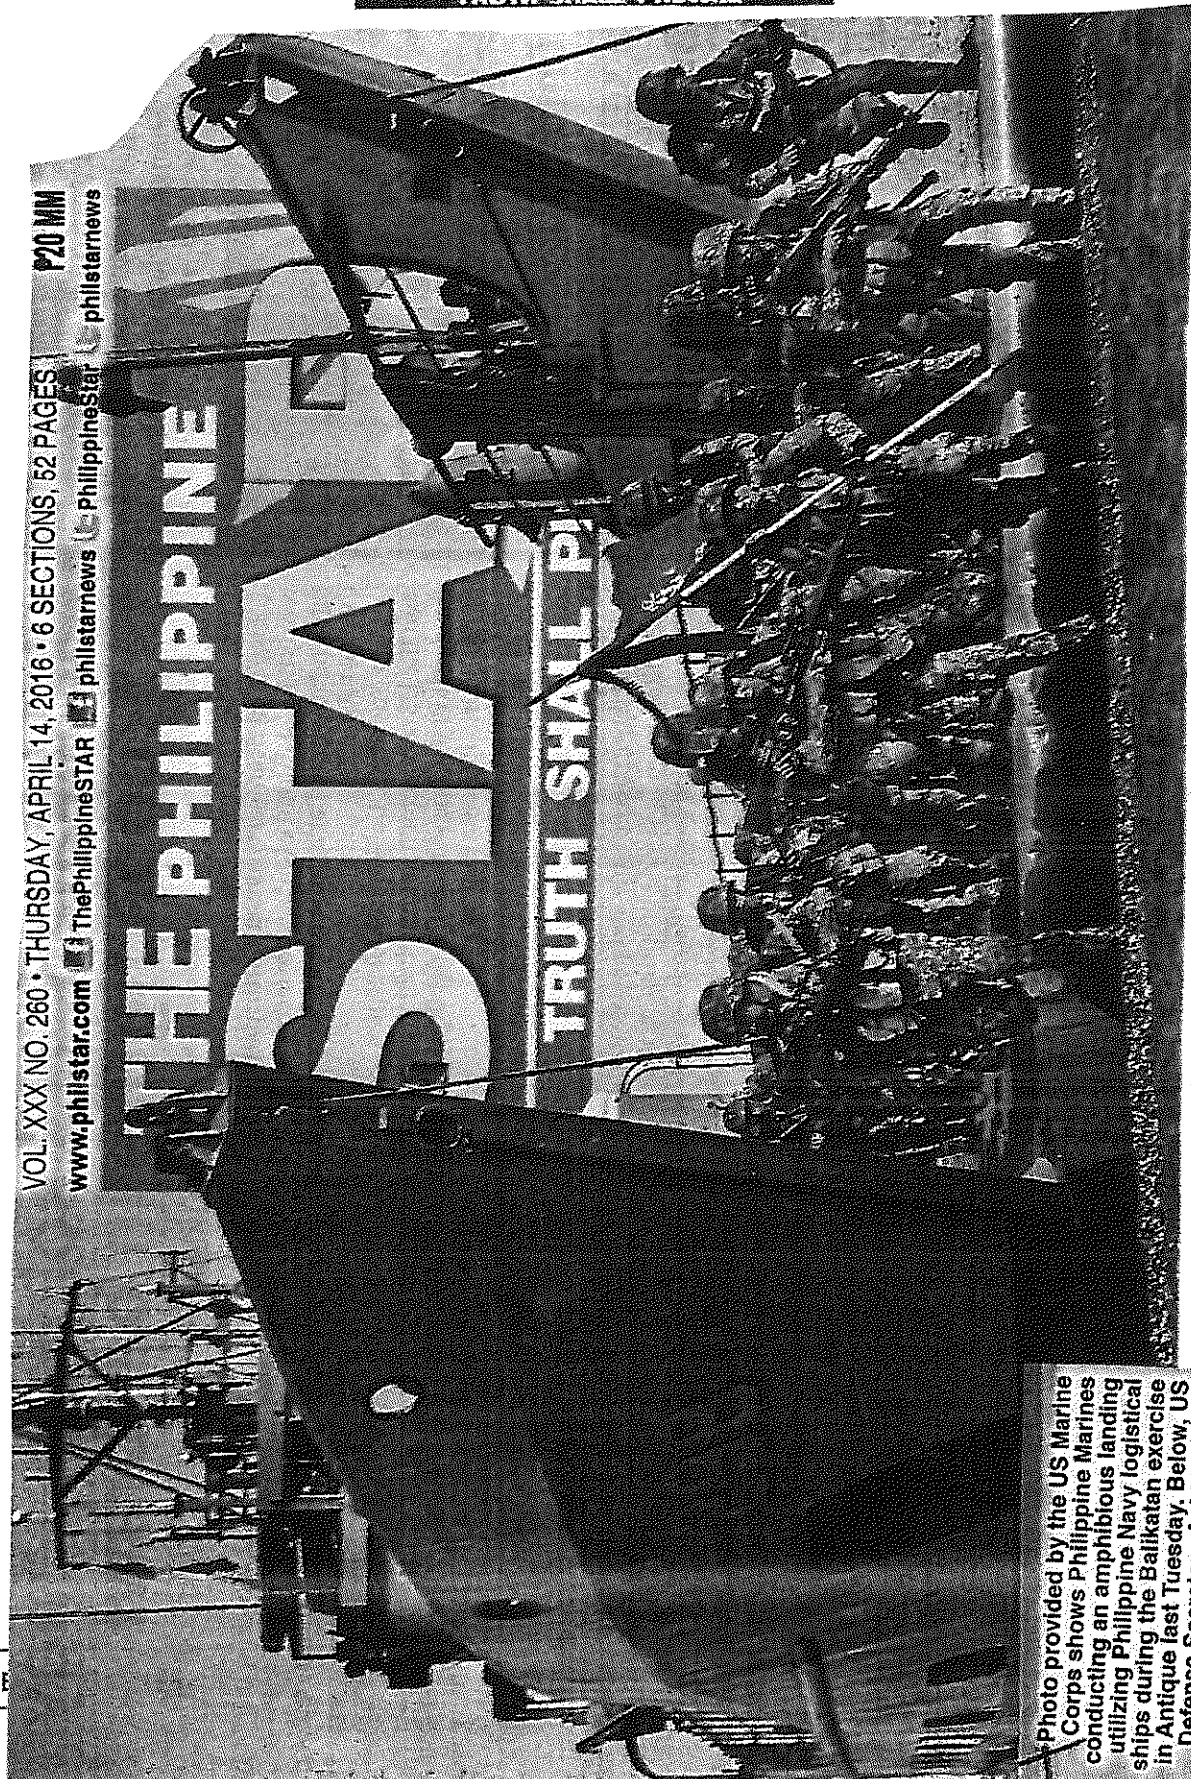 VOL. XXX NO. 260 • THURSDAY, APRIL 14, 2016 • 6 SECTIONS, 52 PAGES
₱20 MM
www.philstar.com ThePhilippineSTAR philstarnews PhilippineStar philstarnews
THE PHILIPPINE
STAR
TRUTH SHALL P
Photo provided by the US Marine
Corps shows Philippine Marines
conducting an amphibious landing
utilizing Philippine Navy logistical
ships during the Balikatan exercise
in Antique last Tuesday. Below, US